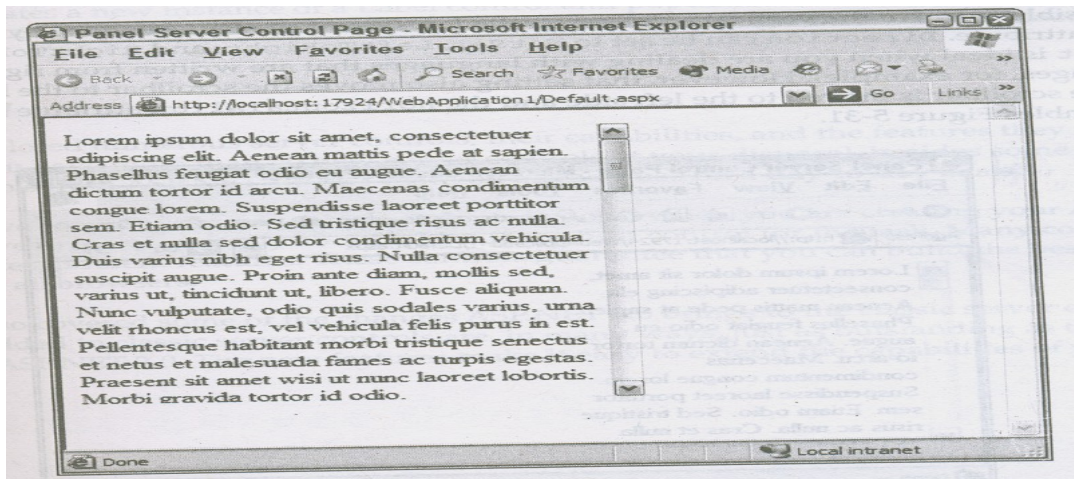 Panel Server Control Page - Microsoft Internet Explorer
File Edit View Favorites Tools Help
Back Search Favorites Media
Address http://localhost:17924/WebApplication1/Default.aspx Go Links
Lorem ipsum dolor sit amet, consectetuer
adipiscing elit. Aenean mattis pede at sapien.
Phasellus feugiat odio eu augue. Aenean
dictum tortor id arcu. Maecenas condimentum
congue lorem. Suspendisse laoreet porttitor
sem. Etiam odio. Sed tristique risus ac nulla.
Cras et nulla sed dolor condimentum vehicula.
Duis varius nibh eget risus. Nulla consectetuer
suscipit augue. Proin ante diam, mollis sed,
varius ut, tincidunt ut, libero. Fusce aliquam.
Nunc vulputate, odio quis sodales varius, urna
velit rhoncus est, vel vehicula felis purus in est.
Pellentesque habitant morbi tristique senectus
et netus et malesuada fames ac turpis egestas.
Praesent sit amet wisi ut nunc laoreet lobortis.
Morbi gravida tortor id odio.
Done Local intranet